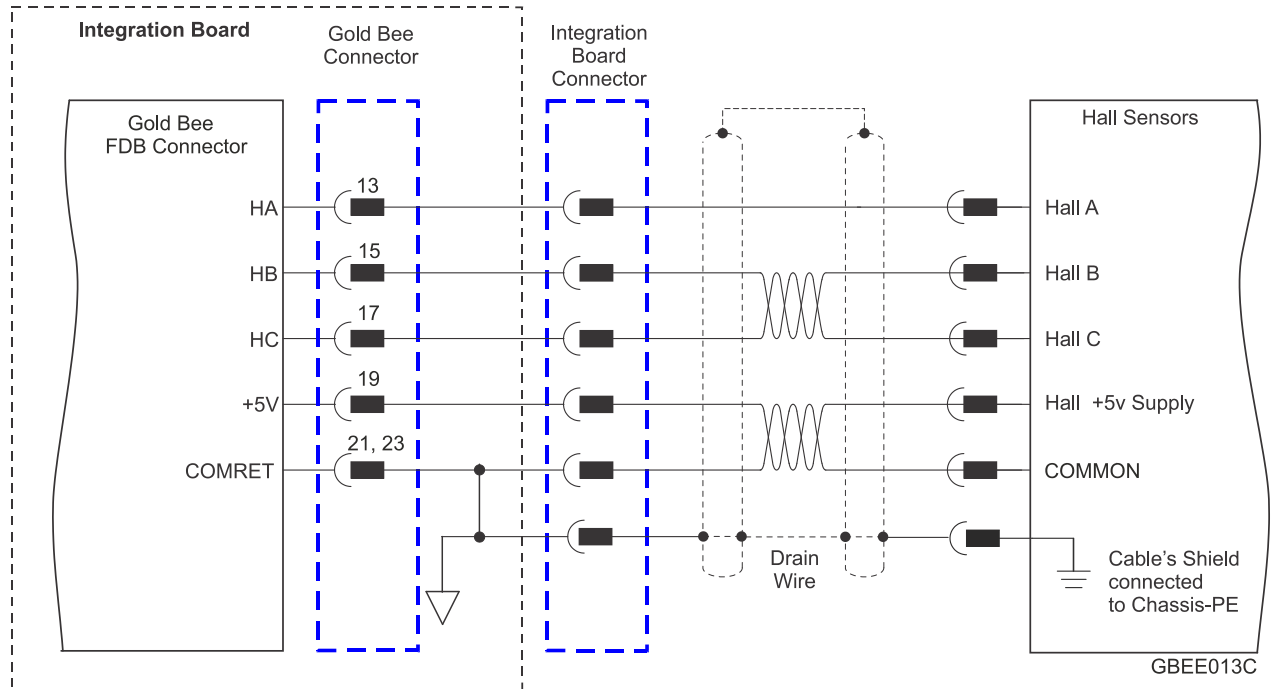 Integration Board
Gold Bee
Connector
Integration
Board
Connector
Gold Bee
FDB Connector
Hall Sensors
HA
13
Hall A
HB
15
Hall B
HC
17
Hall C
+5V
19
Hall +5v Supply
COMRET
21, 23
COMMON
Drain
Wire
Cable's Shield
connected
to Chassis-PE
GBEE013C